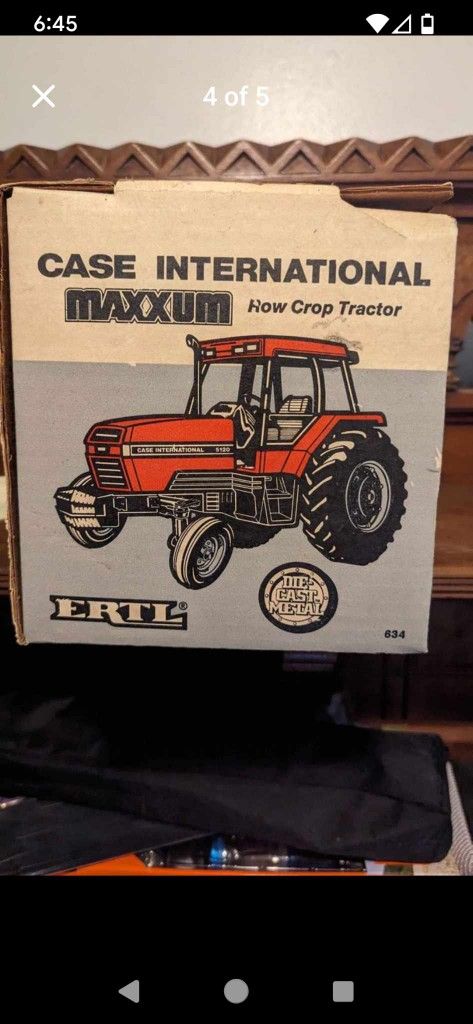 6:45
4 of 5
CASE INTERNATIONAL
MAXXUM Row Crop Tractor
CASE INTERNATIONAL 5120
ERTL®
DIE-
CAST
METAL
634